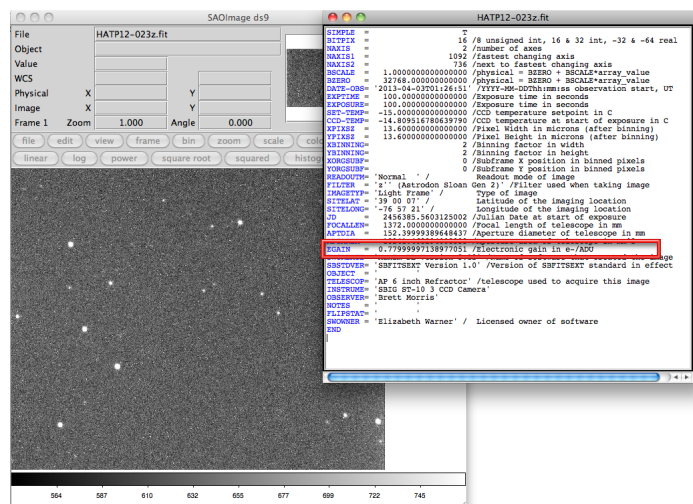 SAOImage ds9
File HATP12-023z.fit
Object
Value
WCS
Physical X Y
Image X Y
Frame 1 Zoom 1.000 Angle 0.000
file edit view frame bin zoom scale
linear log power square root squared
564 587 610 632 655 677 699 722 745
HATP12-023z.fit
SIMPLE = T
BITPIX = 16 /8 unsigned int, 16 & 32 int, -32 & -64 real
NAXIS = 2 /number of axes
NAXIS1 = 1092 /fastest changing axis
NAXIS2 = 736 /next to fastest changing axis
BSCALE = 1.0000000000000000 /physical = BZERO + BSCALE*array_value
BZERO = 32768.000000000000 /physical = BZERO + BSCALE*array_value
DATE-OBS= '2013-04-03T01:26:51' /YYYY-MM-DDThh:mm:ss observation start, UT
EXPTIME = 100.00000000000000 /Exposure time in seconds
EXPOSURE= 100.00000000000000 /Exposure time in seconds
SET-TEMP= -15.000000000000000 /CCD temperature setpoint in C
CCD-TEMP= -14.809516780639790 /CCD temperature at start of exposure in C
XPIXSZ = 13.600000000000000 /Pixel Width in microns (after binning)
YPIXSZ = 13.600000000000000 /Pixel Height in microns (after binning)
XBINNING= 2 /Binning factor in width
YBINNING= 2 /Binning factor in height
XORGSUBF= 0 /Subframe X position in binned pixels
YORGSUBF= 0 /Subframe Y position in binned pixels
READOUTM= 'Normal ' / Readout mode of image
FILTER = 'z'' (Astrodon Sloan Gen 2)' /Filter used when taking image
IMAGETYP= 'Light Frame' / Type of image
SITELAT = '39 00 07' / Latitude of the imaging location
SITELONG= '-76 57 21' / Longitude of the imaging location
JD = 2456385.5603125002 /Julian Date at start of exposure
FOCALLEN= 1372.0000000000000 /Focal length of telescope in mm
APTDIA = 152.39999389648437 /Aperture diameter of telescope in mm
EGAIN = 0.77999997138977051 /Electronic gain in e-/ADU
SBSTDVER= 'SBFITSEXT Version 1.0' /Version of SBFITSEXT standard in effect
OBJECT = ' '
TELESCOP= 'AP 6 inch Refractor' /telescope used to acquire this image
INSTRUME= 'SBIG ST-10 3 CCD Camera'
OBSERVER= 'Brett Morris'
NOTES = ' '
FLIPSTAT= ' '
SWOWNER = 'Elizabeth Warner' / Licensed owner of software
END